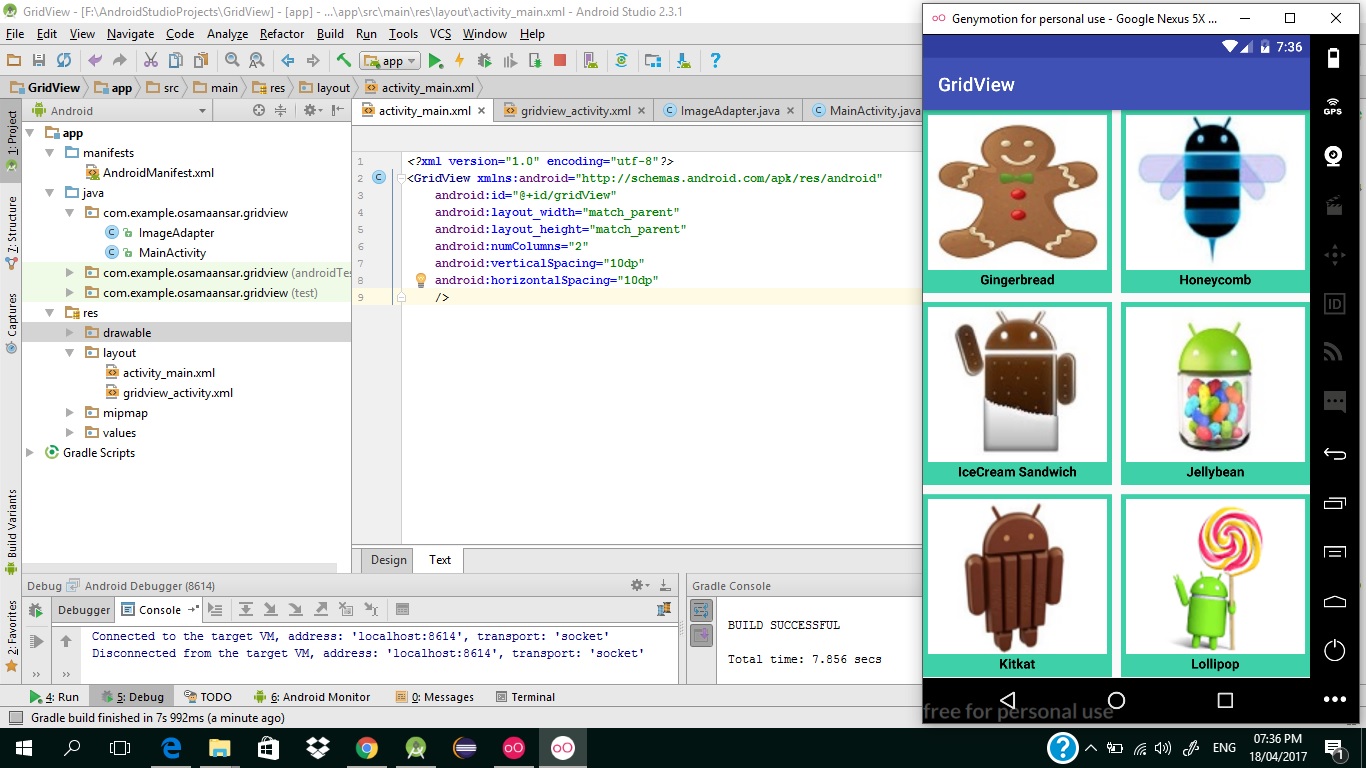 GridView - [F:\AndroidStudioProjects\GridView] - [app] - ...\app\src\main\res\layout\activity_main.xml - Android Studio 2.3.1
File Edit View Navigate Code Analyze Refactor Build Run Tools VCS Window Help
app
GridView app src main res layout activity_main.xml
Android
activity_main.xml gridview_activity.xml ImageAdapter.java MainActivity.java
1: Project
7: Structure
Captures
Build Variants
2: Favorites
app
manifests
AndroidManifest.xml
java
com.example.osamaansar.gridview
ImageAdapter
MainActivity
com.example.osamaansar.gridview (androidTes
com.example.osamaansar.gridview (test)
res
drawable
layout
activity_main.xml
gridview_activity.xml
mipmap
values
Gradle Scripts
1 <?xml version="1.0" encoding="utf-8"?>
2 <GridView xmlns:android="http://schemas.android.com/apk/res/android"
3 android:id="@+id/gridView"
4 android:layout_width="match_parent"
5 android:layout_height="match_parent"
6 android:numColumns="2"
7 android:verticalSpacing="10dp"
8 android:horizontalSpacing="10dp"
9 />
Design Text
Debug Android Debugger (8614)
Debugger Console
Connected to the target VM, address: 'localhost:8614', transport: 'socket'
Disconnected from the target VM, address: 'localhost:8614', transport: 'socket'
Gradle Console
BUILD SUCCESSFUL
Total time: 7.856 secs
4: Run 5: Debug TODO 6: Android Monitor 0: Messages Terminal
Gradle build finished in 7s 992ms (a minute ago)
Genymotion for personal use - Google Nexus 5X ...
7:36
GridView
Gingerbread Honeycomb
IceCream Sandwich Jellybean
Kitkat Lollipop
free for personal use
GPS
ID
ENG
07:36 PM
18/04/2017
1